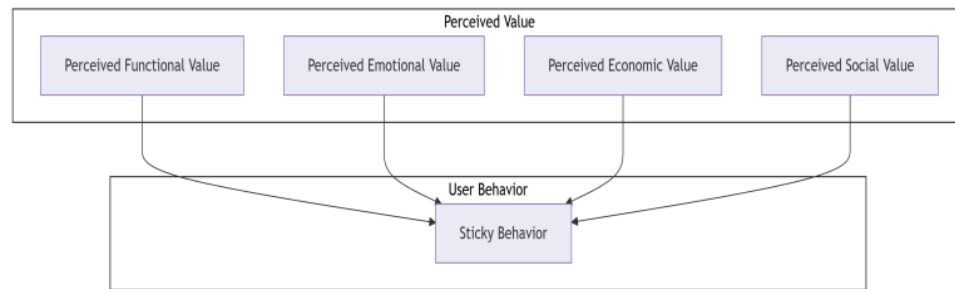 Perceived Value
Perceived Functional Value
Perceived Emotional Value
Perceived Economic Value
Perceived Social Value
User Behavior
Sticky Behavior